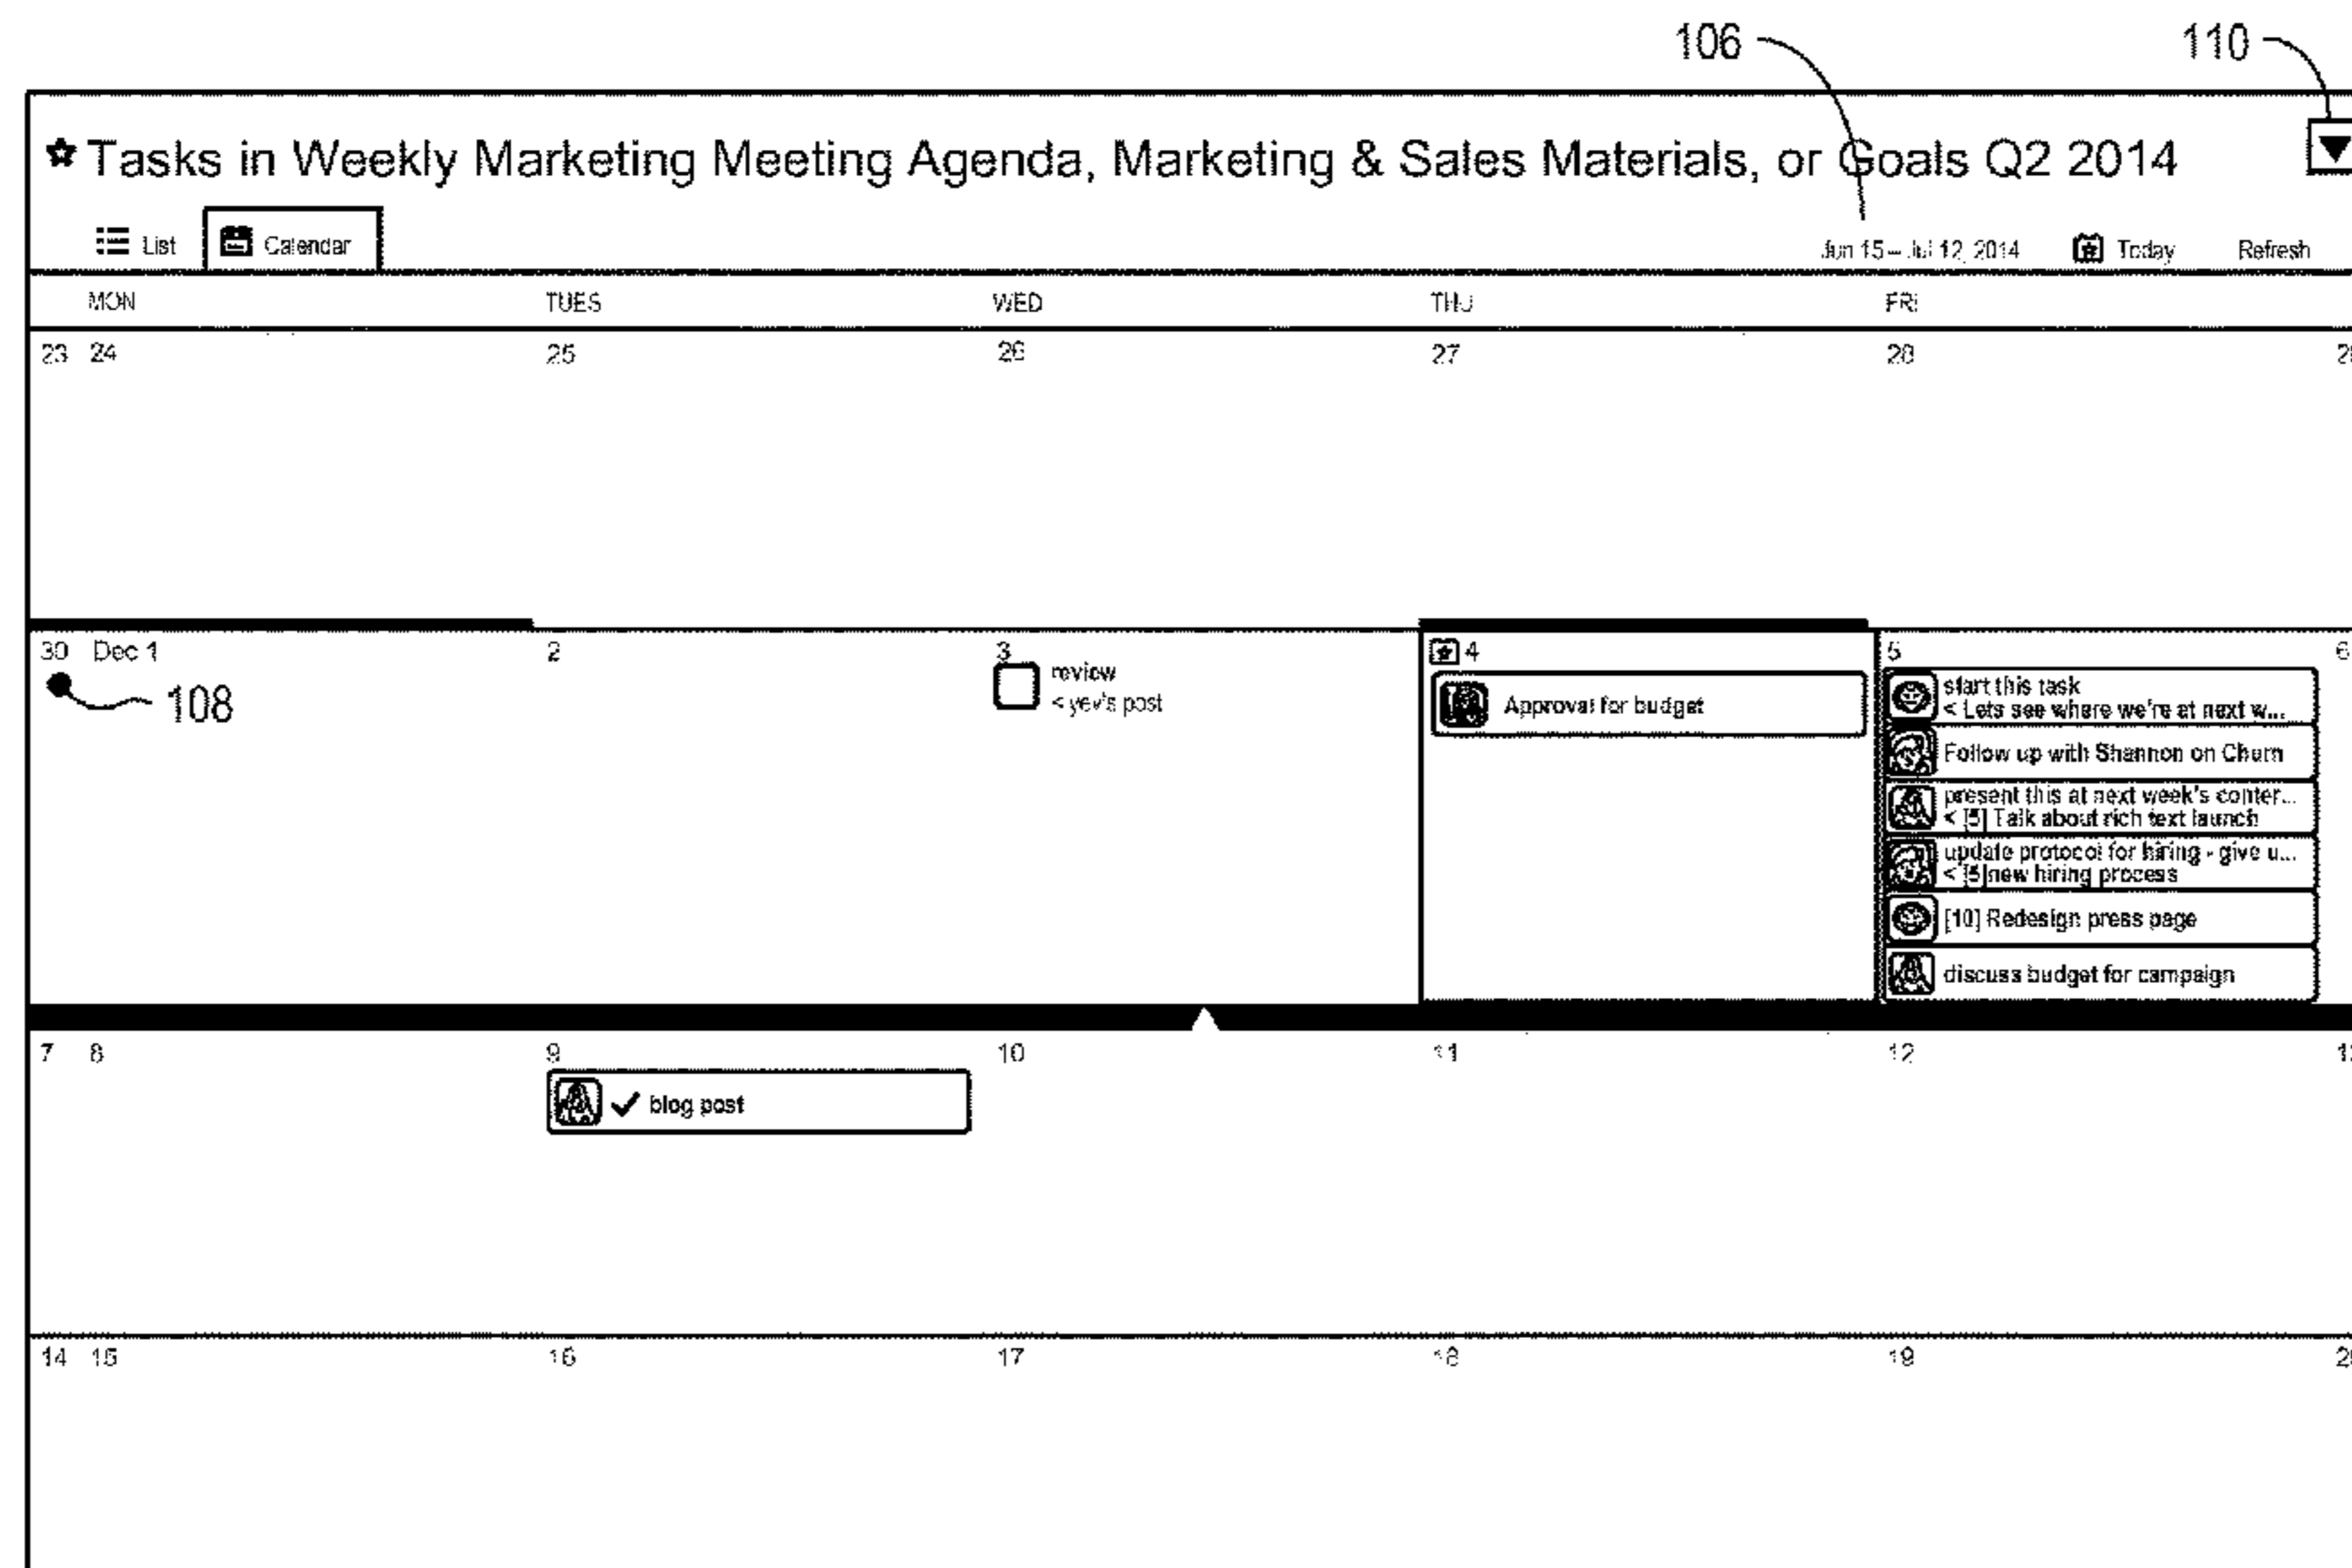 106
110
Tasks in Weekly Marketing Meeting Agenda, Marketing & Sales Materials, or Goals Q2 2014
List Calendar Jun 15 – Jul 12, 2014 Today Refresh
MON TUES WED THU FRI
23 24 25 26 27 28
30 Dec 1 2 3 4 5 6
108
review
< yev's post
Approval for budget
start this task
< Lets see where we're at next w...
Follow up with Shannon on Churn
present this at next week's confer...
< [5] Talk about rich text launch
update protocol for hiring - give u...
< [5]new hiring process
[10] Redesign press page
discuss budget for campaign
7 8 9 10 11 12
blog post
14 15 16 17 18 19